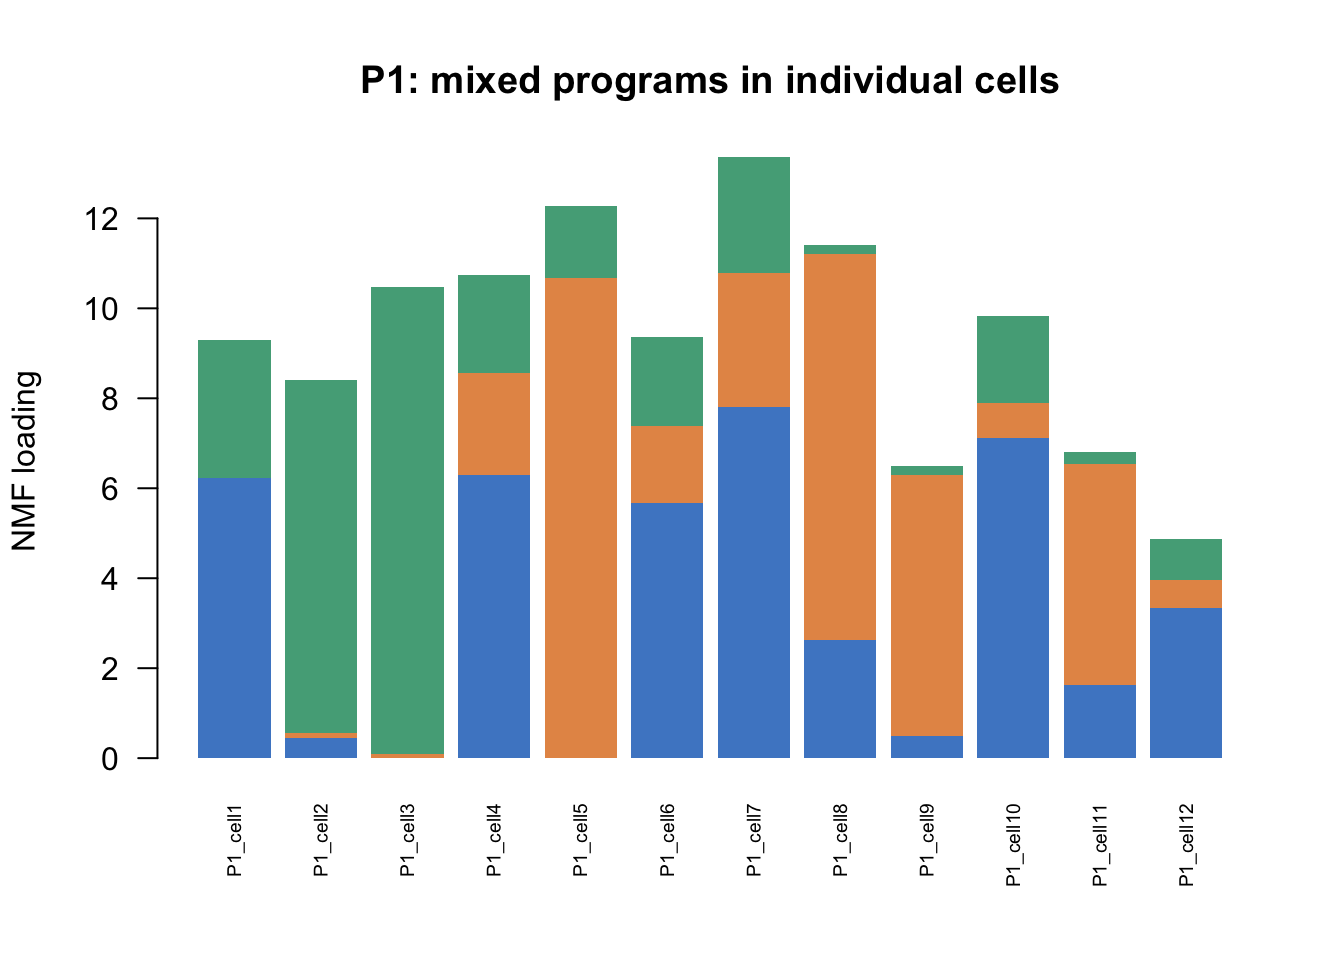 P1: mixed programs in individual cells
NMF loading
12
10
8
6
4
2
0
P1_cell1
P1_cell2
P1_cell3
P1_cell4
P1_cell5
P1_cell6
P1_cell7
P1_cell8
P1_cell9
P1_cell10
P1_cell11
P1_cell12